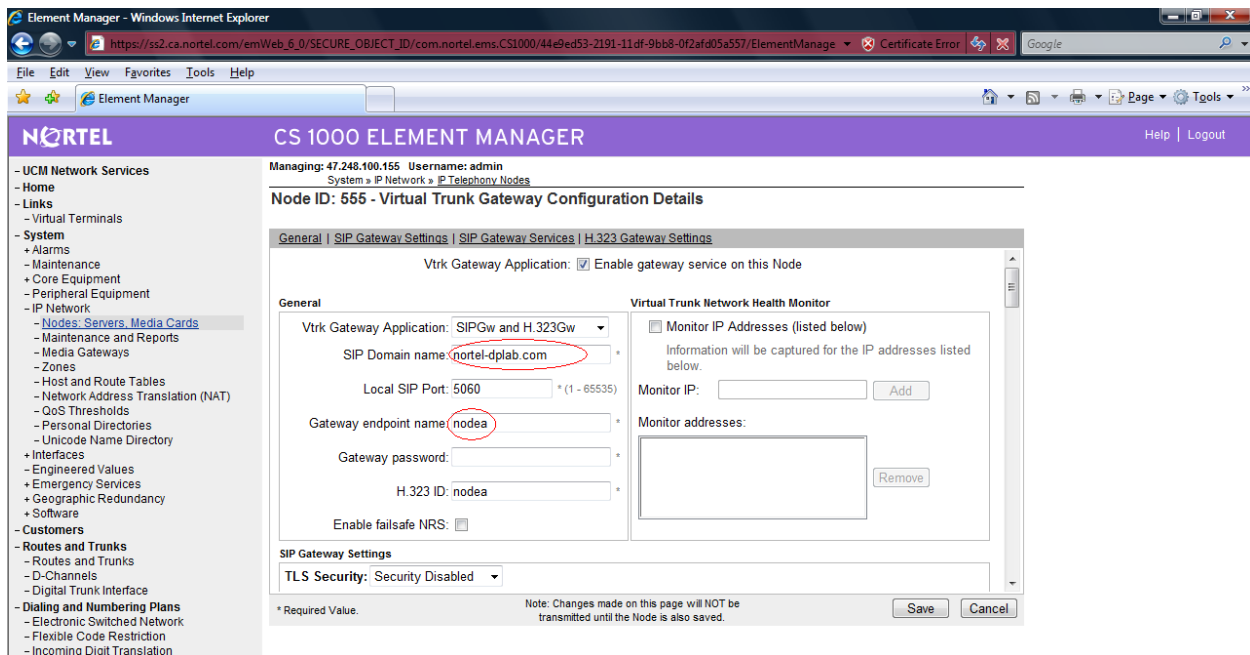 Element Manager - Windows Internet Explorer
https://ss2.ca.nortel.com/emWeb_6_0/SECURE_OBJECT_ID/com.nortel.ems.CS1000/44e9ed53-2191-11df-9bb8-0f2afd05a557/ElementManage
Certificate Error
Google
File Edit View Favorites Tools Help
Element Manager
Page Tools
NORTEL
CS 1000 ELEMENT MANAGER
Help | Logout
- UCM Network Services
- Home
- Links
- Virtual Terminals
- System
+ Alarms
- Maintenance
+ Core Equipment
- Peripheral Equipment
- IP Network
- Nodes: Servers, Media Cards
- Maintenance and Reports
- Media Gateways
- Zones
- Host and Route Tables
- Network Address Translation (NAT)
- QoS Thresholds
- Personal Directories
- Unicode Name Directory
+ Interfaces
- Engineered Values
+ Emergency Services
+ Geographic Redundancy
+ Software
- Customers
- Routes and Trunks
- Routes and Trunks
- D-Channels
- Digital Trunk Interface
- Dialing and Numbering Plans
- Electronic Switched Network
- Flexible Code Restriction
- Incoming Digit Translation
Managing: 47.248.100.155 Username: admin
System » IP Network » IP Telephony Nodes
Node ID: 555 - Virtual Trunk Gateway Configuration Details
General | SIP Gateway Settings | SIP Gateway Services | H.323 Gateway Settings
Vtrk Gateway Application: Enable gateway service on this Node
General
Vtrk Gateway Application: SIPGw and H.323Gw
SIP Domain name: nortel-dplab.com *
Local SIP Port: 5060 * (1 - 65535)
Gateway endpoint name: nodea *
Gateway password: *
H.323 ID: nodea *
Enable failsafe NRS:
Virtual Trunk Network Health Monitor
Monitor IP Addresses (listed below)
Information will be captured for the IP addresses listed
below.
Monitor IP: Add
Monitor addresses:
Remove
SIP Gateway Settings
TLS Security: Security Disabled
* Required Value.
Note: Changes made on this page will NOT be
transmitted until the Node is also saved.
Save Cancel